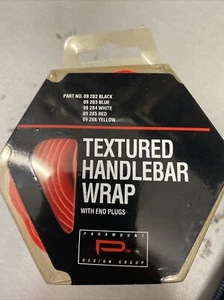 PART NO. 09 282 BLACK
09 283 BLUE
09 284 WHITE
09 285 RED
09 286 YELLOW
TEXTURED
HANDLEBAR
WRAP
WITH END PLUGS
PARAMOUNT
P
DESIGN GROUP